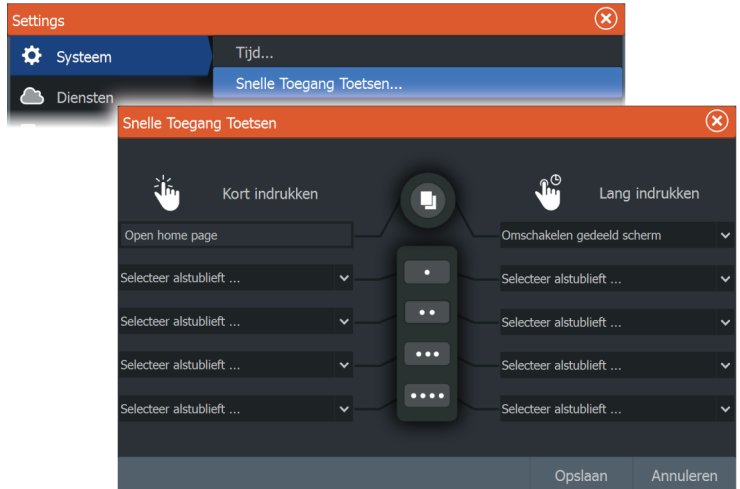 Settings
Systeem
Tijd...
Snelle Toegang Toetsen...
Diensten
Snelle Toegang Toetsen
Kort indrukken
Lang indrukken
Open home page
Omschakelen gedeeld scherm
Selecteer alstublieft ...
Selecteer alstublieft ...
Selecteer alstublieft ...
Selecteer alstublieft ...
Selecteer alstublieft ...
Selecteer alstublieft ...
Selecteer alstublieft ...
Selecteer alstublieft ...
Opslaan
Annuleren